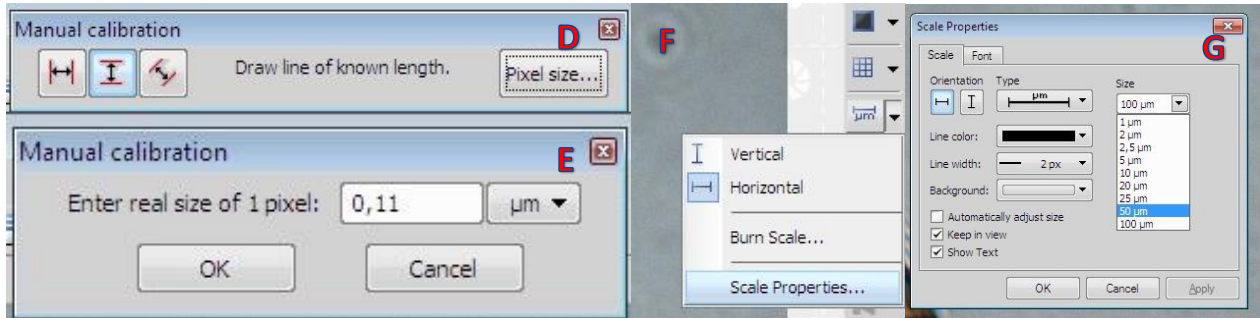 Manual calibration
D
Draw line of known length.
Pixel size...
Manual calibration
E
Enter real size of 1 pixel:
0,11
µm
OK
Cancel
F
µm
Vertical
Horizontal
Burn Scale...
Scale Properties...
Scale Properties
G
Scale
Font
Orientation
Type
µm
Size
100 µm
1 µm
2 µm
2,5 µm
5 µm
10 µm
20 µm
25 µm
50 µm
100 µm
Line color:
Line width:
2 px
Background:
Automatically adjust size
Keep in view
Show Text
OK
Cancel
Apply